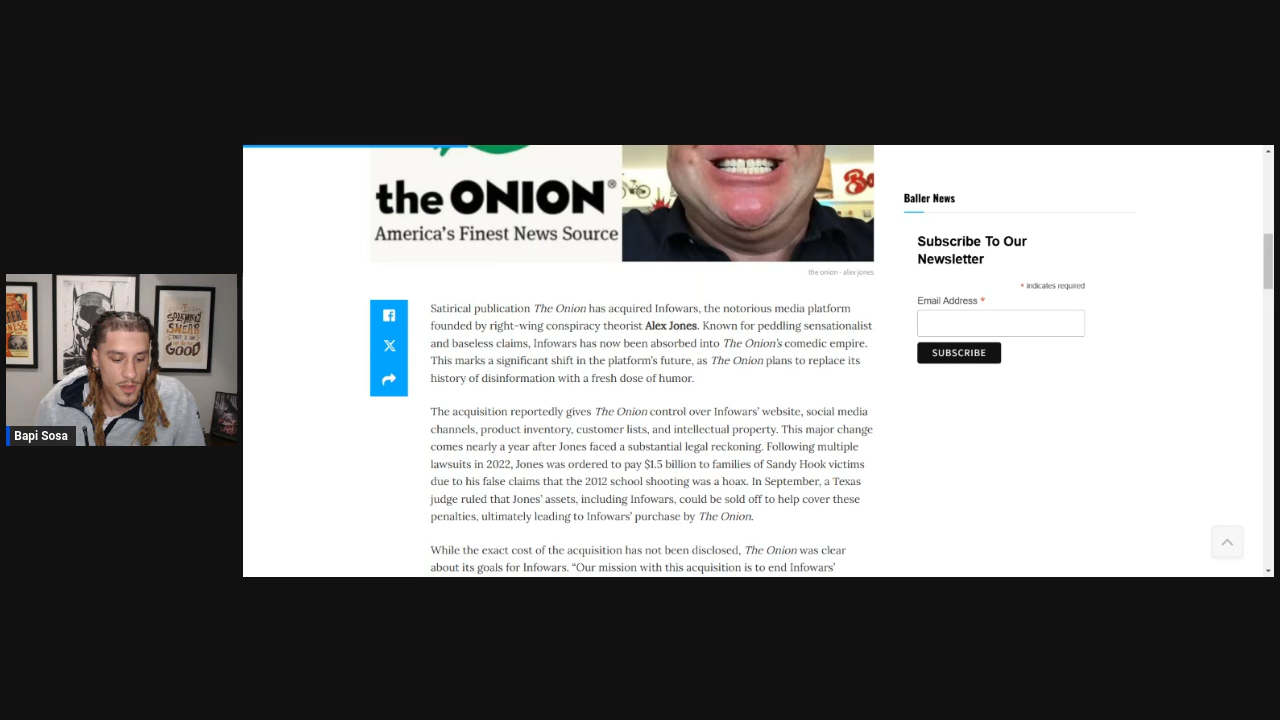 the ONION®
America's Finest News Source
the onion - alex jones
Satirical publication The Onion has acquired Infowars, the notorious media platform
founded by right-wing conspiracy theorist Alex Jones. Known for peddling sensationalist
and baseless claims, Infowars has now been absorbed into The Onion's comedic empire.
This marks a significant shift in the platform's future, as The Onion plans to replace its
history of disinformation with a fresh dose of humor.
The acquisition reportedly gives The Onion control over Infowars' website, social media
channels, product inventory, customer lists, and intellectual property. This major change
comes nearly a year after Jones faced a substantial legal reckoning. Following multiple
lawsuits in 2022, Jones was ordered to pay $1.5 billion to families of Sandy Hook victims
due to his false claims that the 2012 school shooting was a hoax. In September, a Texas
judge ruled that Jones' assets, including Infowars, could be sold off to help cover these
penalties, ultimately leading to Infowars' purchase by The Onion.
While the exact cost of the acquisition has not been disclosed, The Onion was clear
about its goals for Infowars. “Our mission with this acquisition is to end Infowars'
Baller News
Subscribe To Our
Newsletter
* indicates required
Email Address *
SUBSCRIBE
I SOLEMNLY
SWEAR
GOOD
Bapi Sosa